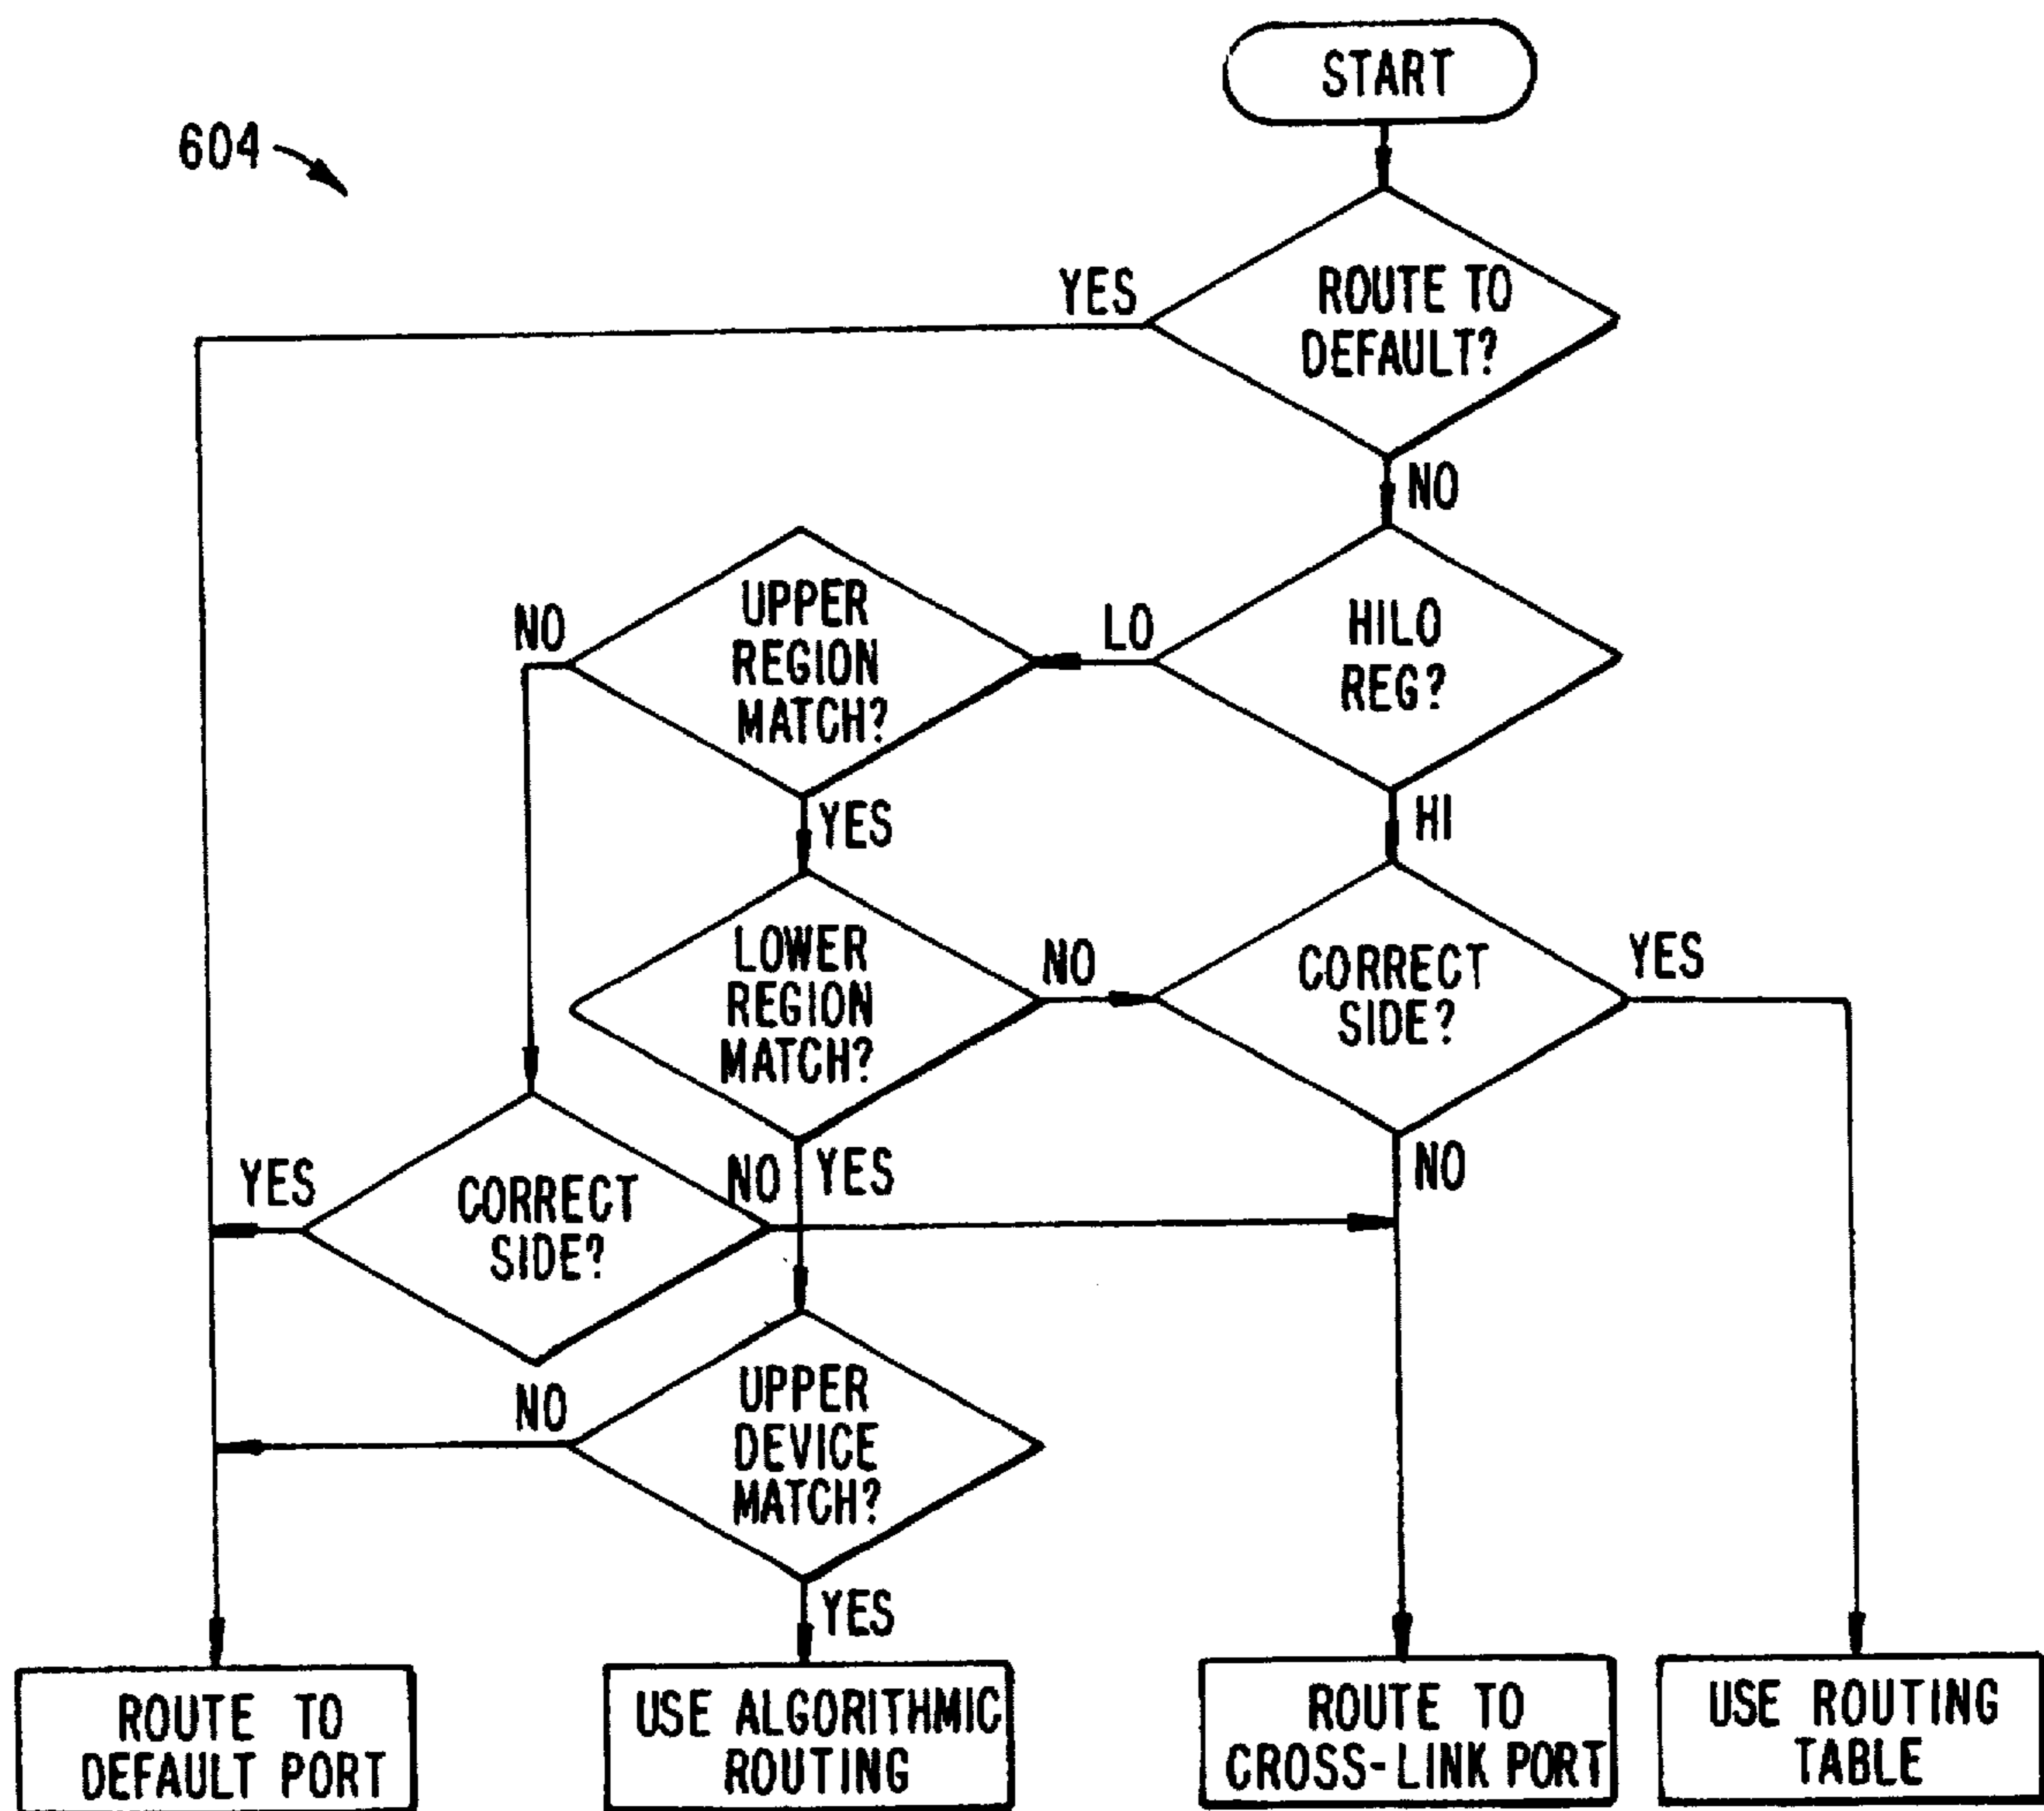 START
604
ROUTE TO
DEFAULT?
YES
NO
UPPER
REGION
MATCH?
NO
LO
HILO
REG?
YES
HI
LOWER
REGION
MATCH?
NO
CORRECT
SIDE?
YES
YES
CORRECT
SIDE?
NO
YES
NO
UPPER
DEVICE
MATCH?
NO
YES
ROUTE TO
DEFAULT PORT
USE ALGORITHMIC
ROUTING
ROUTE TO
CROSS-LINK PORT
USE ROUTING
TABLE